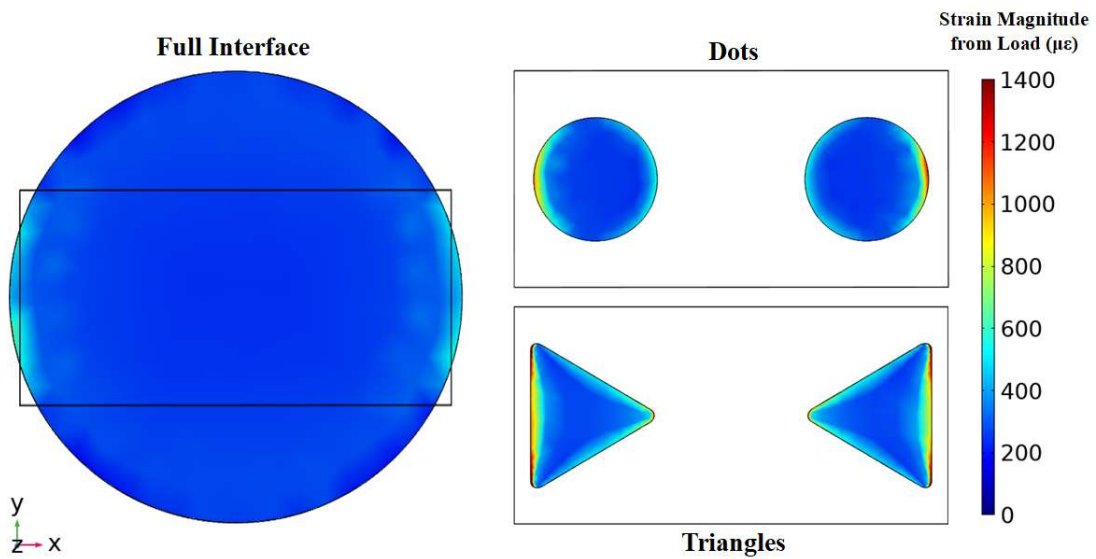 Full Interface
Dots
Strain Magnitude
from Load (με)
1400
1200
1000
800
600
400
200
0
Triangles
y
z
x